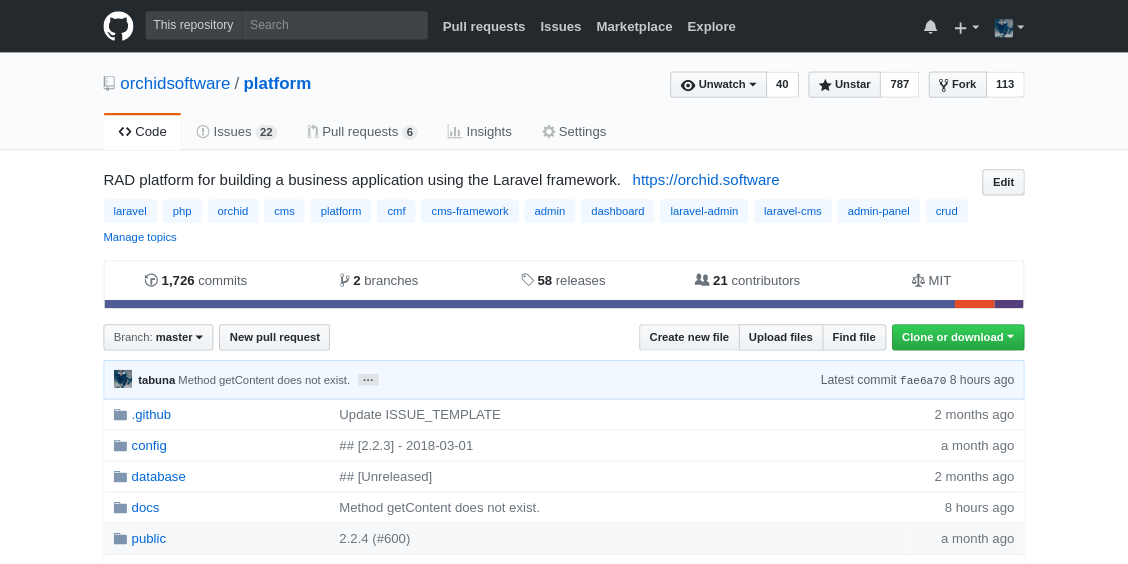 This repository Search Pull requests Issues Marketplace Explore
orchidsoftware / platform Unwatch 40 Unstar 787 Fork 113
Code Issues 22 Pull requests 6 Insights Settings
RAD platform for building a business application using the Laravel framework. https://orchid.software Edit
laravel php orchid cms platform cmf cms-framework admin dashboard laravel-admin laravel-cms admin-panel crud
Manage topics
1,726 commits 2 branches 58 releases 21 contributors MIT
Branch: master New pull request Create new file Upload files Find file Clone or download
tabuna Method getContent does not exist. … Latest commit fae6a70 8 hours ago
.github Update ISSUE_TEMPLATE 2 months ago
config ## [2.2.3] - 2018-03-01 a month ago
database ## [Unreleased] 2 months ago
docs Method getContent does not exist. 8 hours ago
public 2.2.4 (#600) a month ago